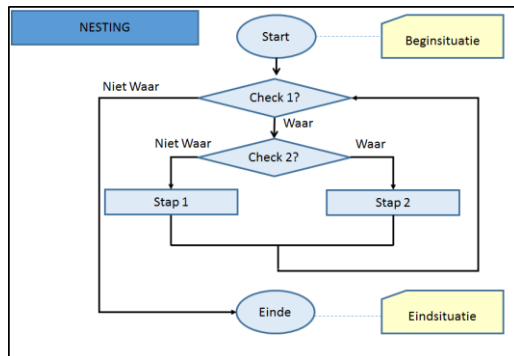 NESTING
Start
Beginsituatie
Niet Waar
Check 1?
Waar
Niet Waar
Check 2?
Waar
Stap 1
Stap 2
Einde
Eindsituatie